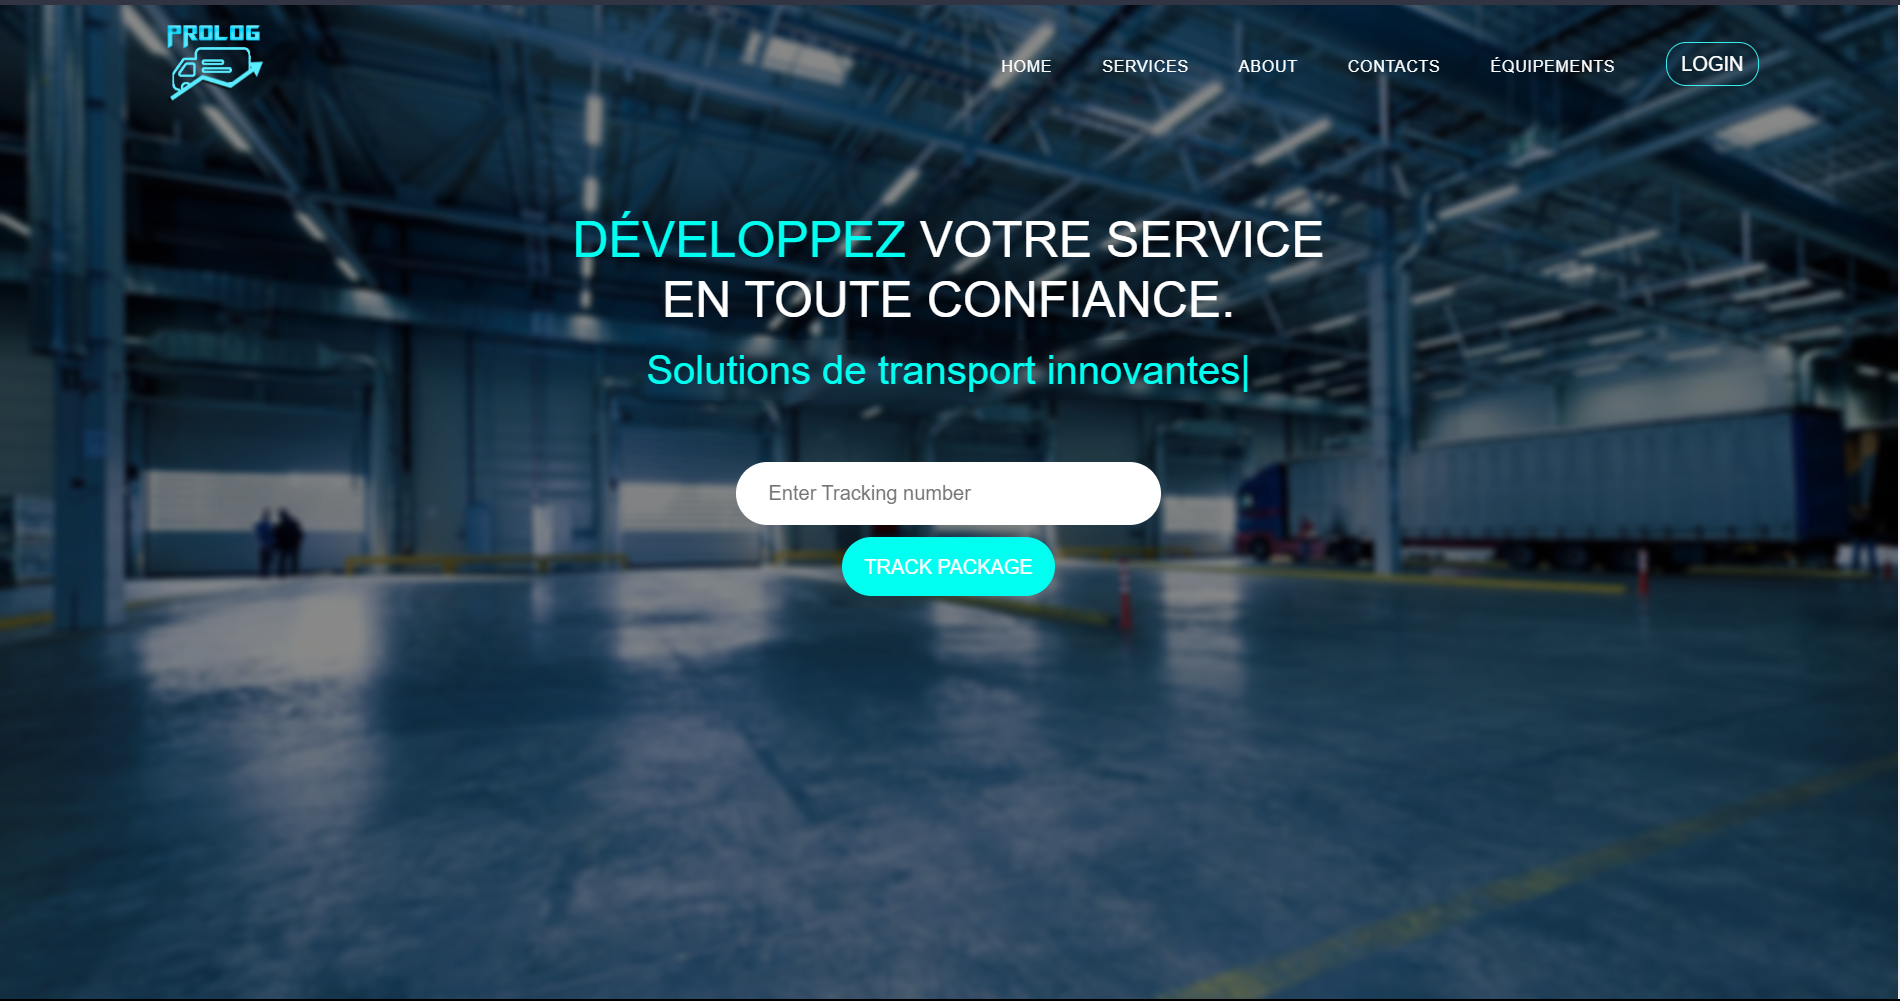 PROLOG
HOME SERVICES ABOUT CONTACTS ÉQUIPEMENTS LOGIN
DÉVELOPPEZ VOTRE SERVICE
EN TOUTE CONFIANCE.
Solutions de transport innovantes|
Enter Tracking number
TRACK PACKAGE